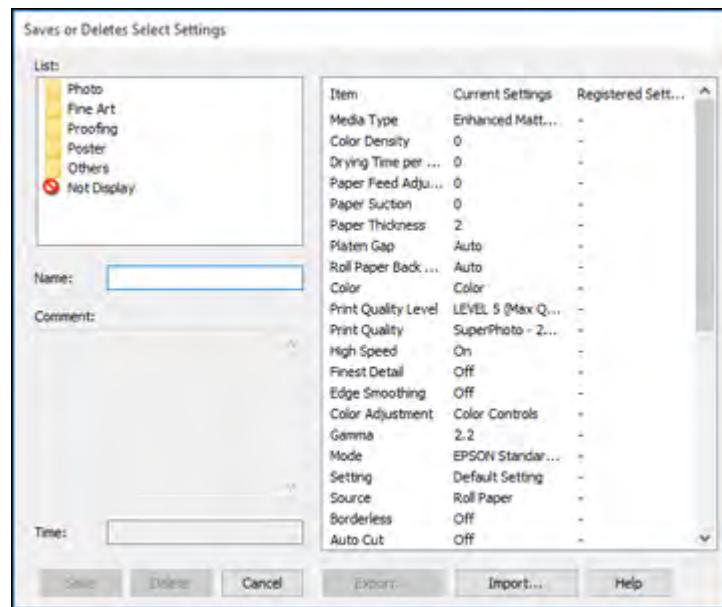 Saves or Deletes Select Settings
List:
Photo
Fine Art
Proofing
Poster
Others
Not Display
Name:
Comment:
Time:
Item Current Settings Registered Sett...
Media Type Enhanced Matt... -
Color Density 0 -
Drying Time per ... 0 -
Paper Feed Adju... 0 -
Paper Suction 0 -
Paper Thickness 2 -
Platen Gap Auto -
Roll Paper Back ... Auto -
Color Color -
Print Quality Level LEVEL 5 (Max Q... -
Print Quality SuperPhoto - 2... -
High Speed On -
Finest Detail Off -
Edge Smoothing Off -
Color Adjustment Color Controls -
Gamma 2.2 -
Mode EPSON Standar... -
Setting Default Setting -
Source Roll Paper -
Borderless Off -
Auto Cut Off -
Save Delete Cancel Export... Import... Help